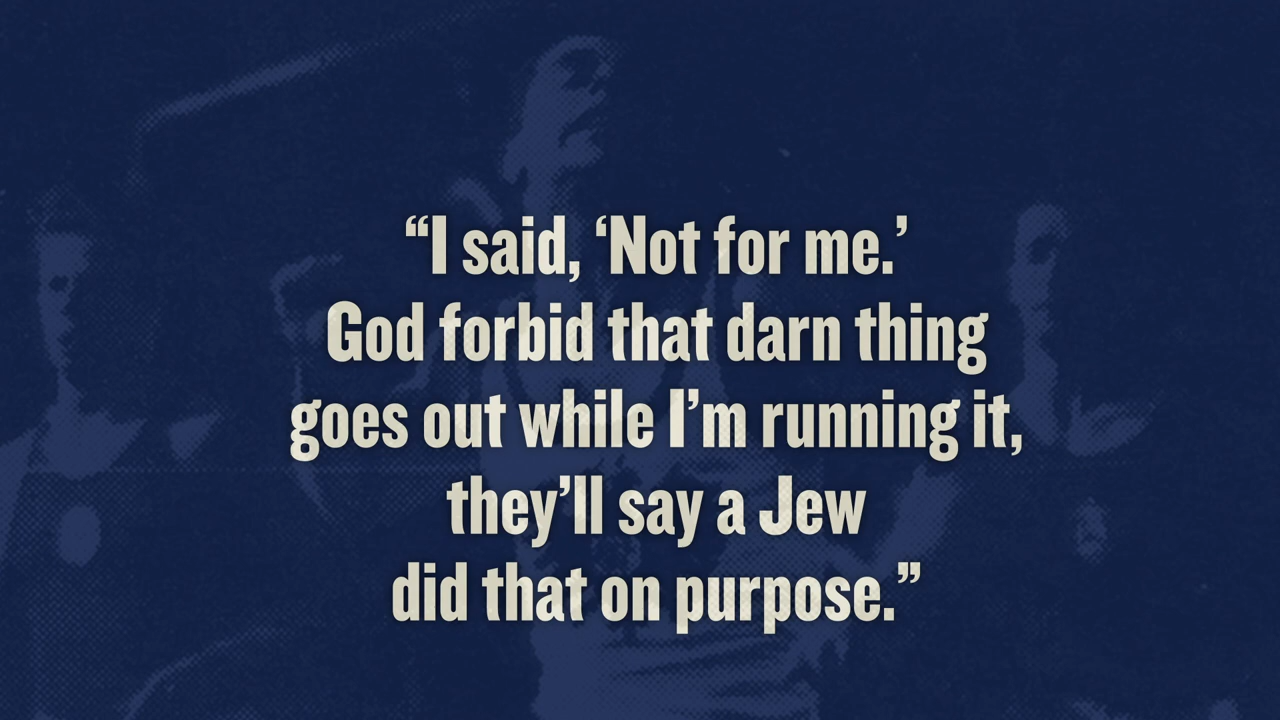 “I said, ‘Not for me.’
God forbid that darn thing
goes out while I’m running it,
they’ll say a Jew
did that on purpose.”